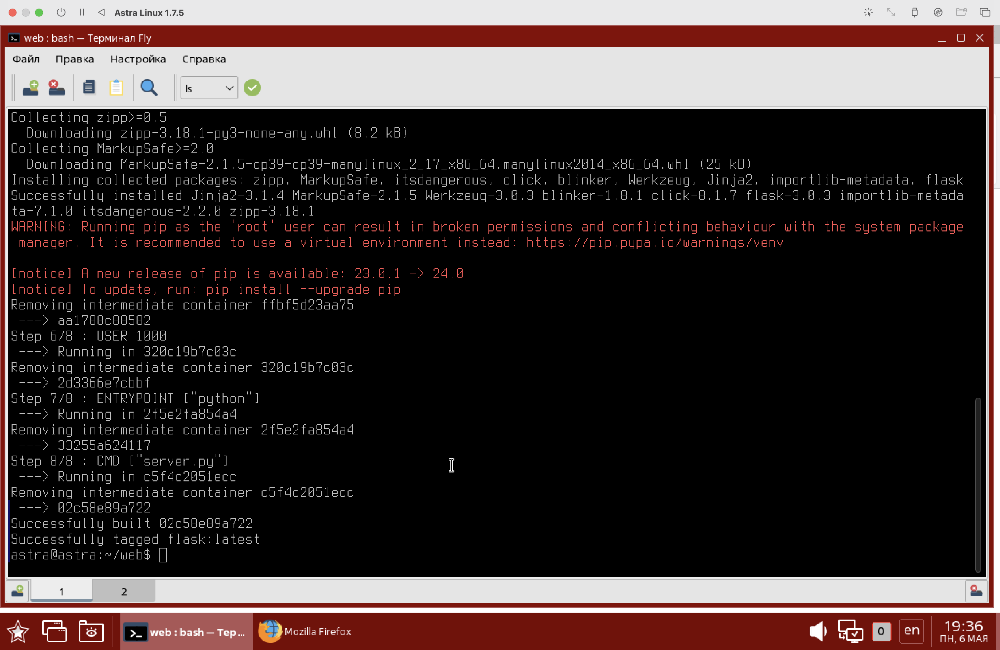 Astra Linux 1.7.5
web : bash — Терминал Fly
Файл Правка Настройка Справка
ls
Collecting zipp>=0.5
  Downloading zipp-3.18.1-py3-none-any.whl (8.2 kB)
Collecting MarkupSafe>=2.0
  Downloading MarkupSafe-2.1.5-cp39-cp39-manylinux_2_17_x86_64.manylinux2014_x86_64.whl (25 kB)
Installing collected packages: zipp, MarkupSafe, itsdangerous, click, blinker, Werkzeug, Jinja2, importlib-metadata, flask
Successfully installed Jinja2-3.1.4 MarkupSafe-2.1.5 Werkzeug-3.0.3 blinker-1.8.1 click-8.1.7 flask-3.0.3 importlib-metada
ta-7.1.0 itsdangerous-2.2.0 zipp-3.18.1
WARNING: Running pip as the 'root' user can result in broken permissions and conflicting behaviour with the system package
 manager. It is recommended to use a virtual environment instead: https://pip.pypa.io/warnings/venv
[notice] A new release of pip is available: 23.0.1 -> 24.0
[notice] To update, run: pip install --upgrade pip
Removing intermediate container ffbf5d23aa75
 ---> aa1788c88582
Step 6/8 : USER 1000
 ---> Running in 320c19b7c03c
Removing intermediate container 320c19b7c03c
 ---> 2d3366e7cbbf
Step 7/8 : ENTRYPOINT ["python"]
 ---> Running in 2f5e2fa854a4
Removing intermediate container 2f5e2fa854a4
 ---> 33255a624117
Step 8/8 : CMD ["server.py"]
 ---> Running in c5f4c2051ecc
Removing intermediate container c5f4c2051ecc
 ---> 02c58e89a722
Successfully built 02c58e89a722
Successfully tagged flask:latest
astra@astra:~/web$
1 2
web : bash — Тер ... Mozilla Firefox 0 en 19:36
ПН, 6 МАЯ